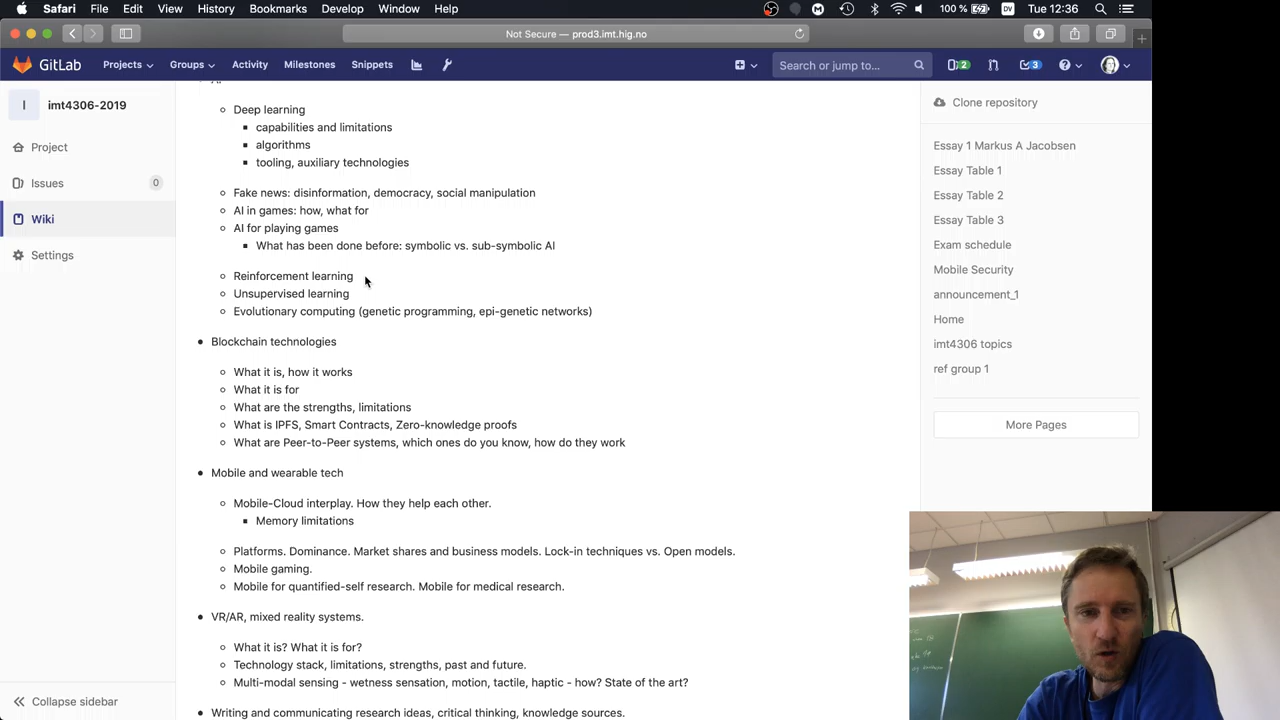 Safari File Edit View History Bookmarks Develop Window Help 100 % DV Tue 12:36
Not Secure — prod3.imt.hig.no
GitLab Projects Groups Activity Milestones Snippets Search or jump to... 2 3
I imt4306-2019
Project
Issues 0
Wiki
Settings
Collapse sidebar
Deep learning
capabilities and limitations
algorithms
tooling, auxiliary technologies
Fake news: disinformation, democracy, social manipulation
AI in games: how, what for
AI for playing games
What has been done before: symbolic vs. sub-symbolic AI
Reinforcement learning
Unsupervised learning
Evolutionary computing (genetic programming, epi-genetic networks)
Blockchain technologies
What it is, how it works
What it is for
What are the strengths, limitations
What is IPFS, Smart Contracts, Zero-knowledge proofs
What are Peer-to-Peer systems, which ones do you know, how do they work
Mobile and wearable tech
Mobile-Cloud interplay. How they help each other.
Memory limitations
Platforms. Dominance. Market shares and business models. Lock-in techniques vs. Open models.
Mobile gaming.
Mobile for quantified-self research. Mobile for medical research.
VR/AR, mixed reality systems.
What it is? What it is for?
Technology stack, limitations, strengths, past and future.
Multi-modal sensing - wetness sensation, motion, tactile, haptic - how? State of the art?
Writing and communicating research ideas, critical thinking, knowledge sources.
Clone repository
Essay 1 Markus A Jacobsen
Essay Table 1
Essay Table 2
Essay Table 3
Exam schedule
Mobile Security
announcement_1
Home
imt4306 topics
ref group 1
More Pages